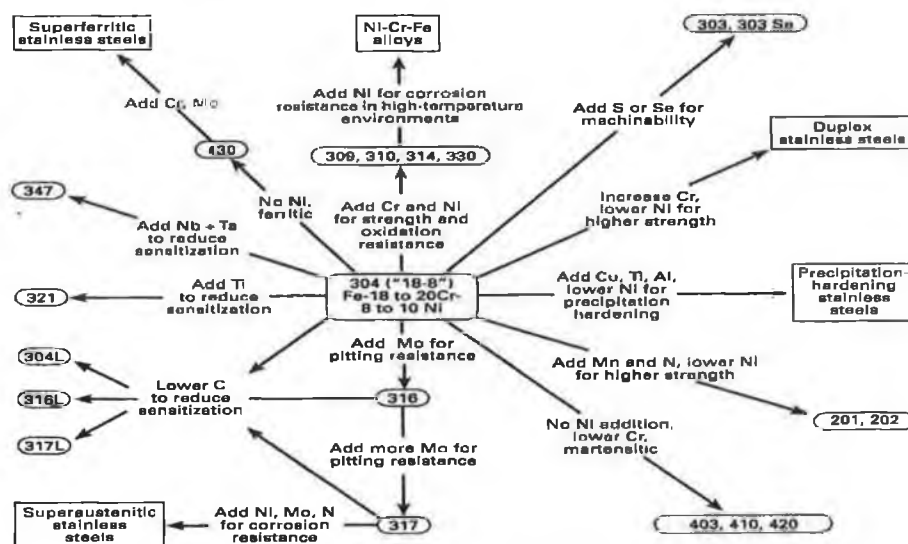 Superferritic
stainless steels
Ni-Cr-Fe
alloys
303, 303 Se
Add Cr, Mo
Add Ni for corrosion
resistance in high-temperature
environments
Add S or Se for
machinability
Duplex
stainless steels
430
309, 310, 314, 330
347
No Ni,
ferritic
Add Cr and Ni
for strength and
oxidation
resistance
Increase Cr,
lower Ni for
higher strength
Add Nb + Ta
to reduce
sensitization
304 ("18-8")
Fe-18 to 20Cr-
8 to 10 Ni
Add Cu, Ti, Al,
lower Ni for
precipitation
hardening
Precipitation-
hardening
stainless
steels
321
Add Ti
to reduce
sensitization
Add Mo for
pitting resistance
304L
316L
317L
Lower C
to reduce
sensitization
316
Add Mn and N, lower Ni
for higher strength
201, 202
No Ni addition,
lower Cr,
martensitic
Add more Mo for
pitting resistance
Superaustenitic
stainless
steels
Add Ni, Mo, N
for corrosion
resistance
317
403, 410, 420